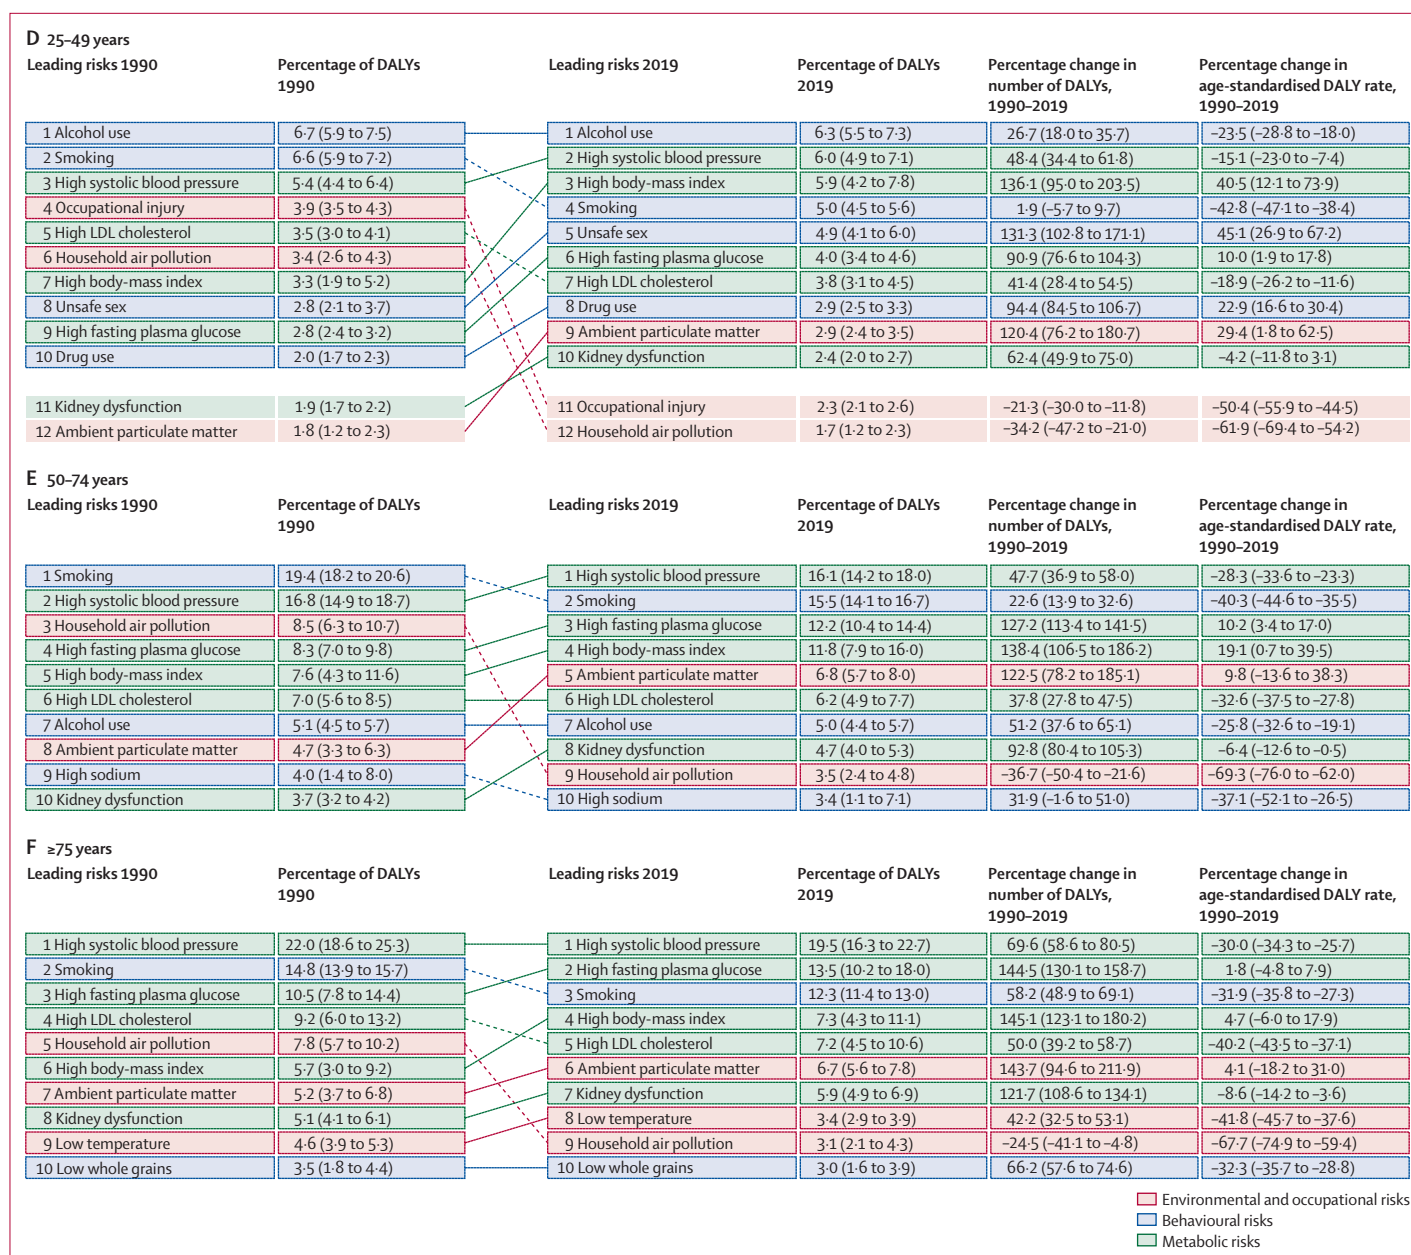 D 25–49 years
Leading risks 1990 Percentage of DALYs 1990 Leading risks 2019 Percentage of DALYs 2019 Percentage change in number of DALYs, 1990–2019 Percentage change in age-standardised DALY rate, 1990–2019
1 Alcohol use 6·7 (5·9 to 7·5) 1 Alcohol use 6·3 (5·5 to 7·3) 26·7 (18·0 to 35·7) –23·5 (–28·8 to –18·0)
2 Smoking 6·6 (5·9 to 7·2) 2 High systolic blood pressure 6·0 (4·9 to 7·1) 48·4 (34·4 to 61·8) –15·1 (–23·0 to –7·4)
3 High systolic blood pressure 5·4 (4·4 to 6·4) 3 High body-mass index 5·9 (4·2 to 7·8) 136·1 (95·0 to 203·5) 40·5 (12·1 to 73·9)
4 Occupational injury 3·9 (3·5 to 4·3) 4 Smoking 5·0 (4·5 to 5·6) 1·9 (–5·7 to 9·7) –42·8 (–47·1 to –38·4)
5 High LDL cholesterol 3·5 (3·0 to 4·1) 5 Unsafe sex 4·9 (4·1 to 6·0) 131·3 (102·8 to 171·1) 45·1 (26·9 to 67·2)
6 Household air pollution 3·4 (2·6 to 4·3) 6 High fasting plasma glucose 4·0 (3·4 to 4·6) 90·9 (76·6 to 104·3) 10·0 (1·9 to 17·8)
7 High body-mass index 3·3 (1·9 to 5·2) 7 High LDL cholesterol 3·8 (3·1 to 4·5) 41·4 (28·4 to 54·5) –18·9 (–26·2 to –11·6)
8 Unsafe sex 2·8 (2·1 to 3·7) 8 Drug use 2·9 (2·5 to 3·3) 94·4 (84·5 to 106·7) 22·9 (16·6 to 30·4)
9 High fasting plasma glucose 2·8 (2·4 to 3·2) 9 Ambient particulate matter 2·9 (2·4 to 3·5) 120·4 (76·2 to 180·7) 29·4 (1·8 to 62·5)
10 Drug use 2·0 (1·7 to 2·3) 10 Kidney dysfunction 2·4 (2·0 to 2·7) 62·4 (49·9 to 75·0) –4·2 (–11·8 to 3·1)
11 Kidney dysfunction 1·9 (1·7 to 2·2) 11 Occupational injury 2·3 (2·1 to 2·6) –21·3 (–30·0 to –11·8) –50·4 (–55·9 to –44·5)
12 Ambient particulate matter 1·8 (1·2 to 2·3) 12 Household air pollution 1·7 (1·2 to 2·3) –34·2 (–47·2 to –21·0) –61·9 (–69·4 to –54·2)
E 50–74 years
Leading risks 1990 Percentage of DALYs 1990 Leading risks 2019 Percentage of DALYs 2019 Percentage change in number of DALYs, 1990–2019 Percentage change in age-standardised DALY rate, 1990–2019
1 Smoking 19·4 (18·2 to 20·6) 1 High systolic blood pressure 16·1 (14·2 to 18·0) 47·7 (36·9 to 58·0) –28·3 (–33·6 to –23·3)
2 High systolic blood pressure 16·8 (14·9 to 18·7) 2 Smoking 15·5 (14·1 to 16·7) 22·6 (13·9 to 32·6) –40·3 (–44·6 to –35·5)
3 Household air pollution 8·5 (6·3 to 10·7) 3 High fasting plasma glucose 12·2 (10·4 to 14·4) 127·2 (113·4 to 141·5) 10·2 (3·4 to 17·0)
4 High fasting plasma glucose 8·3 (7·0 to 9·8) 4 High body-mass index 11·8 (7·9 to 16·0) 138·4 (106·5 to 186·2) 19·1 (0·7 to 39·5)
5 High body-mass index 7·6 (4·3 to 11·6) 5 Ambient particulate matter 6·8 (5·7 to 8·0) 122·5 (78·2 to 185·1) 9·8 (–13·6 to 38·3)
6 High LDL cholesterol 7·0 (5·6 to 8·5) 6 High LDL cholesterol 6·2 (4·9 to 7·7) 37·8 (27·8 to 47·5) –32·6 (–37·5 to –27·8)
7 Alcohol use 5·1 (4·5 to 5·7) 7 Alcohol use 5·0 (4·4 to 5·7) 51·2 (37·6 to 65·1) –25·8 (–32·6 to –19·1)
8 Ambient particulate matter 4·7 (3·3 to 6·3) 8 Kidney dysfunction 4·7 (4·0 to 5·3) 92·8 (80·4 to 105·3) –6·4 (–12·6 to –0·5)
9 High sodium 4·0 (1·4 to 8·0) 9 Household air pollution 3·5 (2·4 to 4·8) –36·7 (–50·4 to –21·6) –69·3 (–76·0 to –62·0)
10 Kidney dysfunction 3·7 (3·2 to 4·2) 10 High sodium 3·4 (1·1 to 7·1) 31·9 (–1·6 to 51·0) –37·1 (–52·1 to –26·5)
F ≥75 years
Leading risks 1990 Percentage of DALYs 1990 Leading risks 2019 Percentage of DALYs 2019 Percentage change in number of DALYs, 1990–2019 Percentage change in age-standardised DALY rate, 1990–2019
1 High systolic blood pressure 22·0 (18·6 to 25·3) 1 High systolic blood pressure 19·5 (16·3 to 22·7) 69·6 (58·6 to 80·5) –30·0 (–34·3 to –25·7)
2 Smoking 14·8 (13·9 to 15·7) 2 High fasting plasma glucose 13·5 (10·2 to 18·0) 144·5 (130·1 to 158·7) 1·8 (–4·8 to 7·9)
3 High fasting plasma glucose 10·5 (7·8 to 14·4) 3 Smoking 12·3 (11·4 to 13·0) 58·2 (48·9 to 69·1) –31·9 (–35·8 to –27·3)
4 High LDL cholesterol 9·2 (6·0 to 13·2) 4 High body-mass index 7·3 (4·3 to 11·1) 145·1 (123·1 to 180·2) 4·7 (–6·0 to 17·9)
5 Household air pollution 7·8 (5·7 to 10·2) 5 High LDL cholesterol 7·2 (4·5 to 10·6) 50·0 (39·2 to 58·7) –40·2 (–43·5 to –37·1)
6 High body-mass index 5·7 (3·0 to 9·2) 6 Ambient particulate matter 6·7 (5·6 to 7·8) 143·7 (94·6 to 211·9) 4·1 (–18·2 to 31·0)
7 Ambient particulate matter 5·2 (3·7 to 6·8) 7 Kidney dysfunction 5·9 (4·9 to 6·9) 121·7 (108·6 to 134·1) –8·6 (–14·2 to –3·6)
8 Kidney dysfunction 5·1 (4·1 to 6·1) 8 Low temperature 3·4 (2·9 to 3·9) 42·2 (32·5 to 53·1) –41·8 (–45·7 to –37·6)
9 Low temperature 4·6 (3·9 to 5·3) 9 Household air pollution 3·1 (2·1 to 4·3) –24·5 (–41·1 to –4·8) –67·7 (–74·9 to –59·4)
10 Low whole grains 3·5 (1·8 to 4·4) 10 Low whole grains 3·0 (1·6 to 3·9) 66·2 (57·6 to 74·6) –32·3 (–35·7 to –28·8)
Environmental and occupational risks
Behavioural risks
Metabolic risks